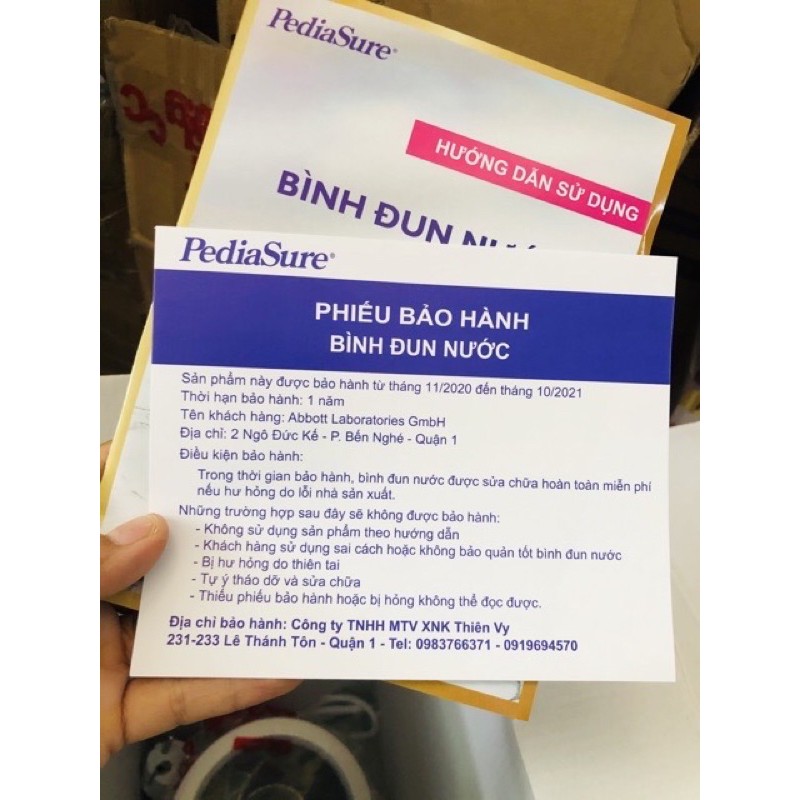 PediaSure®
HƯỚNG DẪN SỬ DỤNG
BÌNH ĐUN NƯỚC
PediaSure®
PHIẾU BẢO HÀNH
BÌNH ĐUN NƯỚC
Sản phẩm này được bảo hành từ tháng 11/2020 đến tháng 10/2021
Thời hạn bảo hành: 1 năm
Tên khách hàng: Abbott Laboratories GmbH
Địa chỉ: 2 Ngô Đức Kế - P. Bến Nghé - Quận 1
Điều kiện bảo hành:
Trong thời gian bảo hành, bình đun nước được sửa chữa hoàn toàn miễn phí
nếu hư hỏng do lỗi nhà sản xuất.
Những trường hợp sau đây sẽ không được bảo hành:
- Không sử dụng sản phẩm theo hướng dẫn
- Khách hàng sử dụng sai cách hoặc không bảo quản tốt bình đun nước
- Bị hư hỏng do thiên tai
- Tự ý tháo dỡ và sửa chữa
- Thiếu phiếu bảo hành hoặc bị hỏng không thể đọc được.
Địa chỉ bảo hành: Công ty TNHH MTV XNK Thiên Vy
231-233 Lê Thánh Tôn - Quận 1 - Tel: 0983766371 - 0919694570